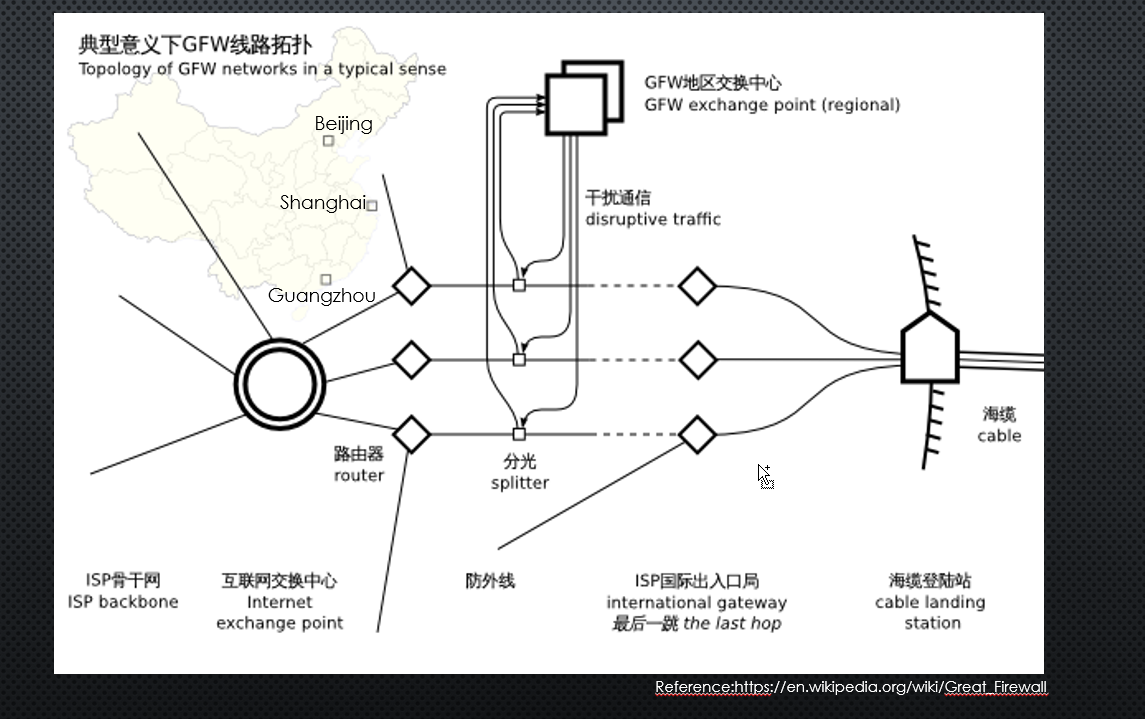 典型意义下GFW线路拓扑
Topology of GFW networks in a typical sense
Beijing
Shanghai
Guangzhou
GFW地区交换中心
GFW exchange point (regional)
干扰通信
disruptive traffic
路由器
router
分光
splitter
海缆
cable
ISP骨干网
ISP backbone
互联网交换中心
Internet
exchange point
防外线
ISP国际出入口局
international gateway
最后一跳 the last hop
海缆登陆站
cable landing
station
Reference:https://en.wikipedia.org/wiki/Great_Firewall